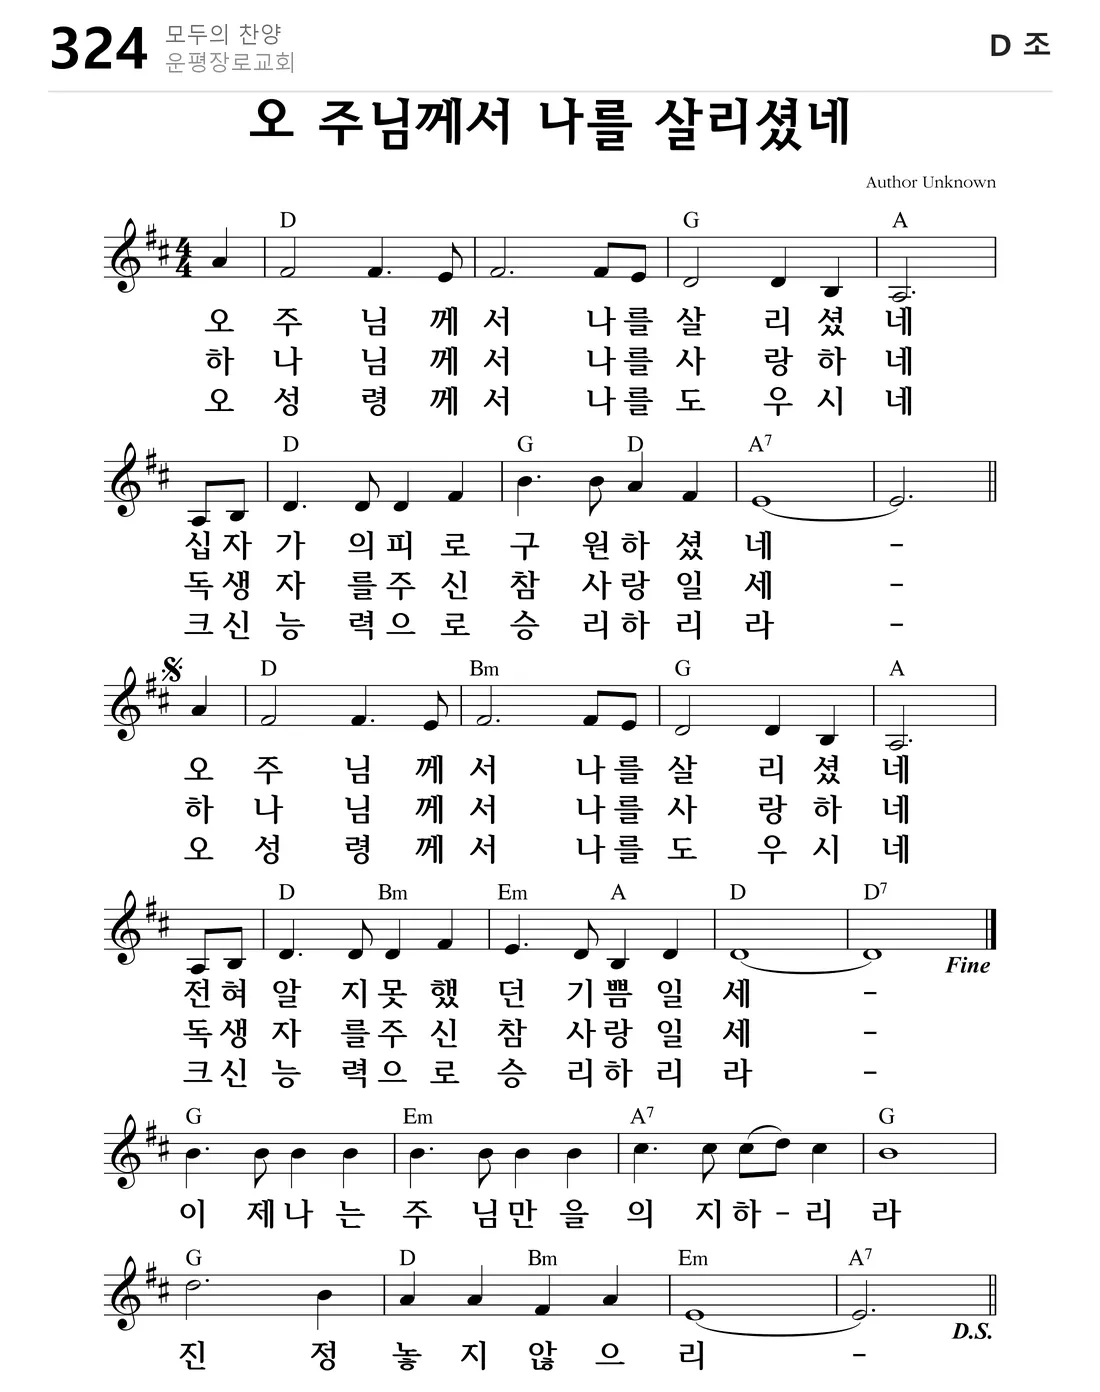 324
모두의 찬양
운평장로교회
D 조
오 주님께서 나를 살리셨네
Author Unknown
D G A
오 주 님 께 서 나 를 살 리 셨 네
하 나 님 께 서 나 를 사 랑 하 네
오 성 령 께 서 나 를 도 우 시 네
D G D A7
십 자 가 의 피 로 구 원 하 셨 네 -
독 생 자 를 주 신 참 사 랑 일 세 -
크 신 능 력 으 로 승 리 하 리 라 -
D Bm G A
오 주 님 께 서 나 를 살 리 셨 네
하 나 님 께 서 나 를 사 랑 하 네
오 성 령 께 서 나 를 도 우 시 네
D Bm Em A D D7
Fine
전 혀 알 지 못 했 던 기 쁨 일 세 -
독 생 자 를 주 신 참 사 랑 일 세 -
크 신 능 력 으 로 승 리 하 리 라 -
G Em A7 G
이 제 나 는 주 님 만 을 의 지 하 - 리 라
G D Bm Em A7
D.S.
진 정 놓 지 않 으 리 -